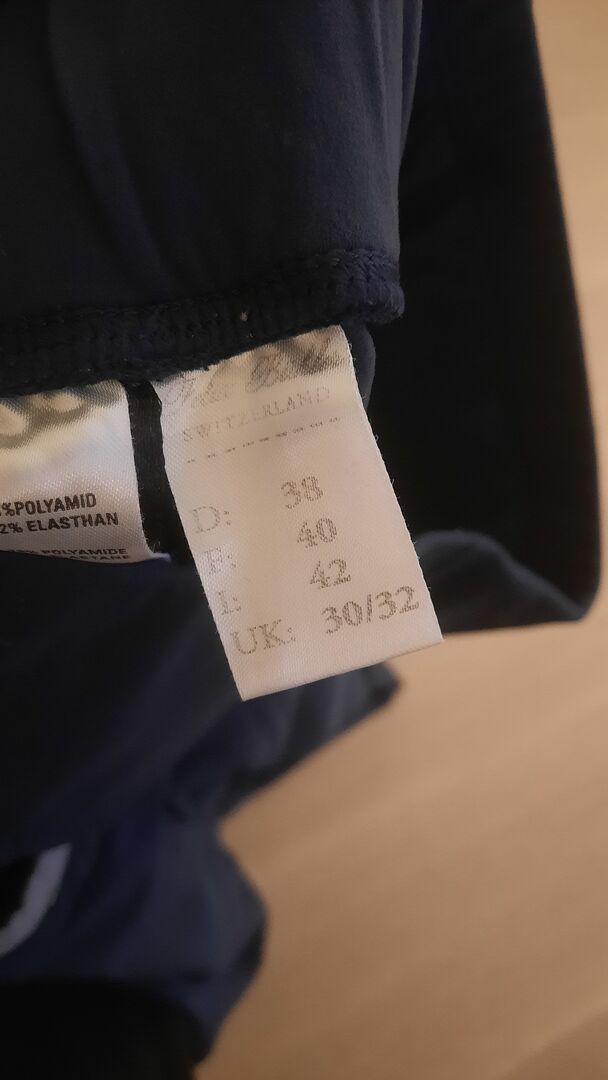 %POLYAMID
2% ELASTHAN
POLYAMIDE
SWITZERLAND
D: 38
F: 40
I: 42
UK: 30/32